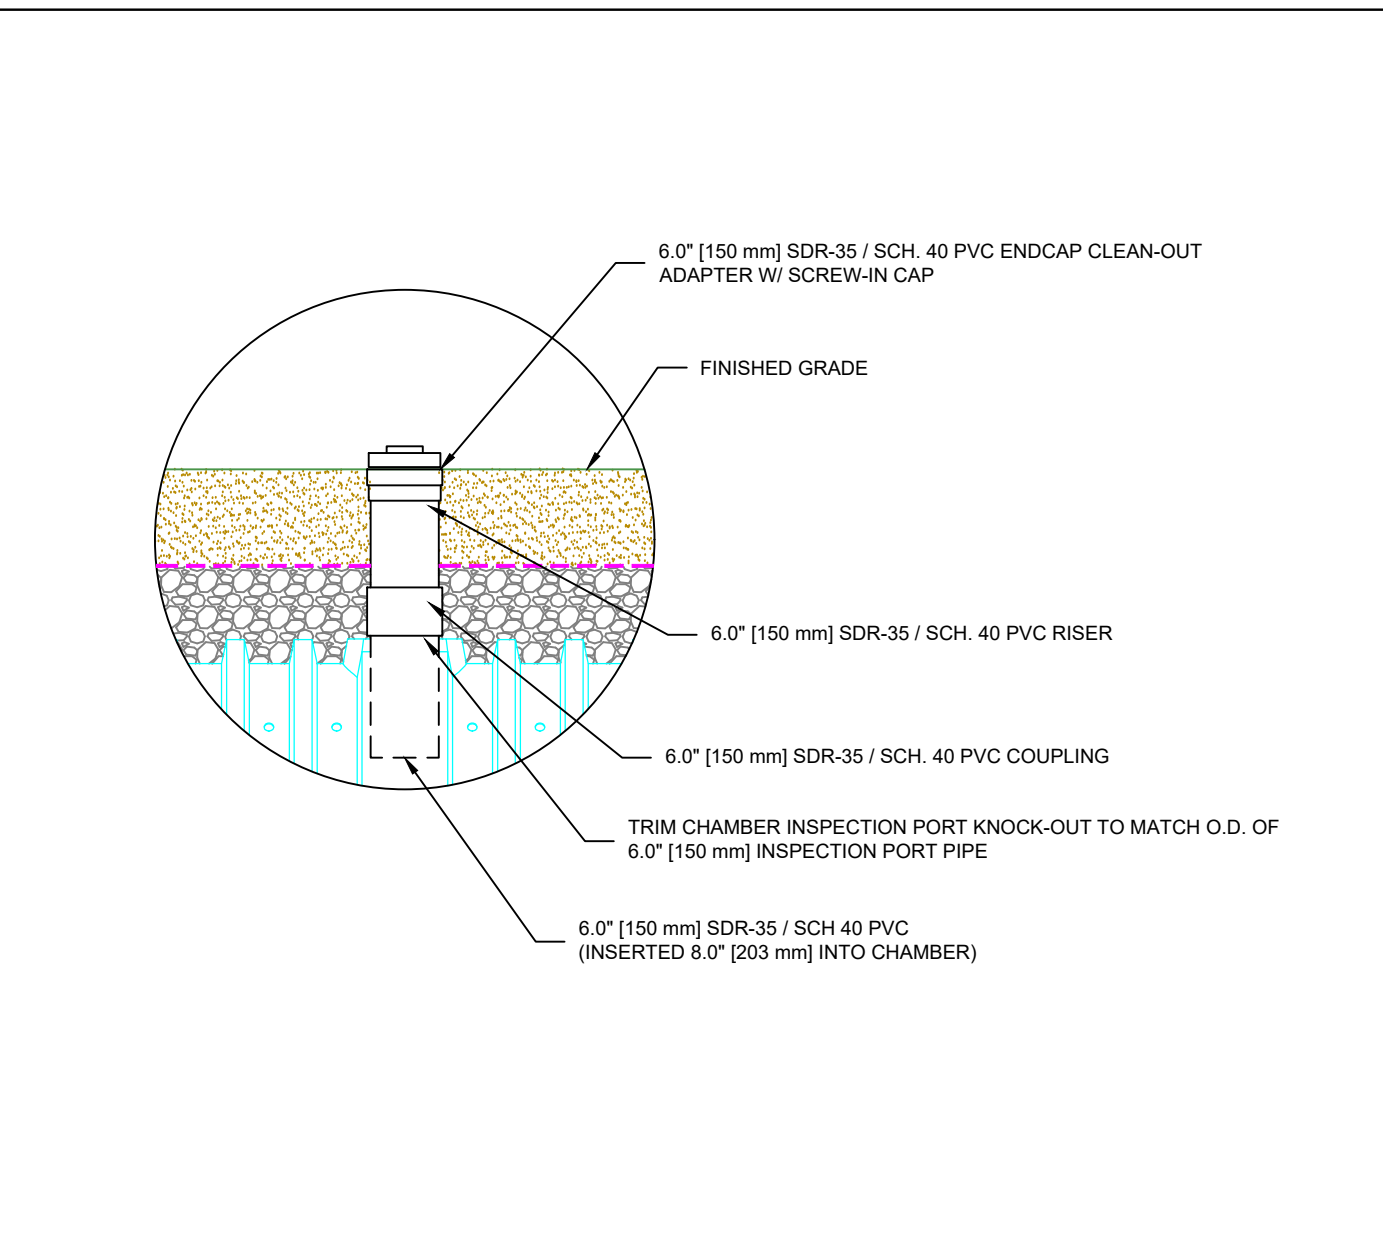 6.0" [150 mm] SDR-35 / SCH. 40 PVC ENDCAP CLEAN-OUT
ADAPTER W/ SCREW-IN CAP
FINISHED GRADE
6.0" [150 mm] SDR-35 / SCH. 40 PVC RISER
6.0" [150 mm] SDR-35 / SCH. 40 PVC COUPLING
TRIM CHAMBER INSPECTION PORT KNOCK-OUT TO MATCH O.D. OF
6.0" [150 mm] INSPECTION PORT PIPE
6.0" [150 mm] SDR-35 / SCH 40 PVC
(INSERTED 8.0" [203 mm] INTO CHAMBER)